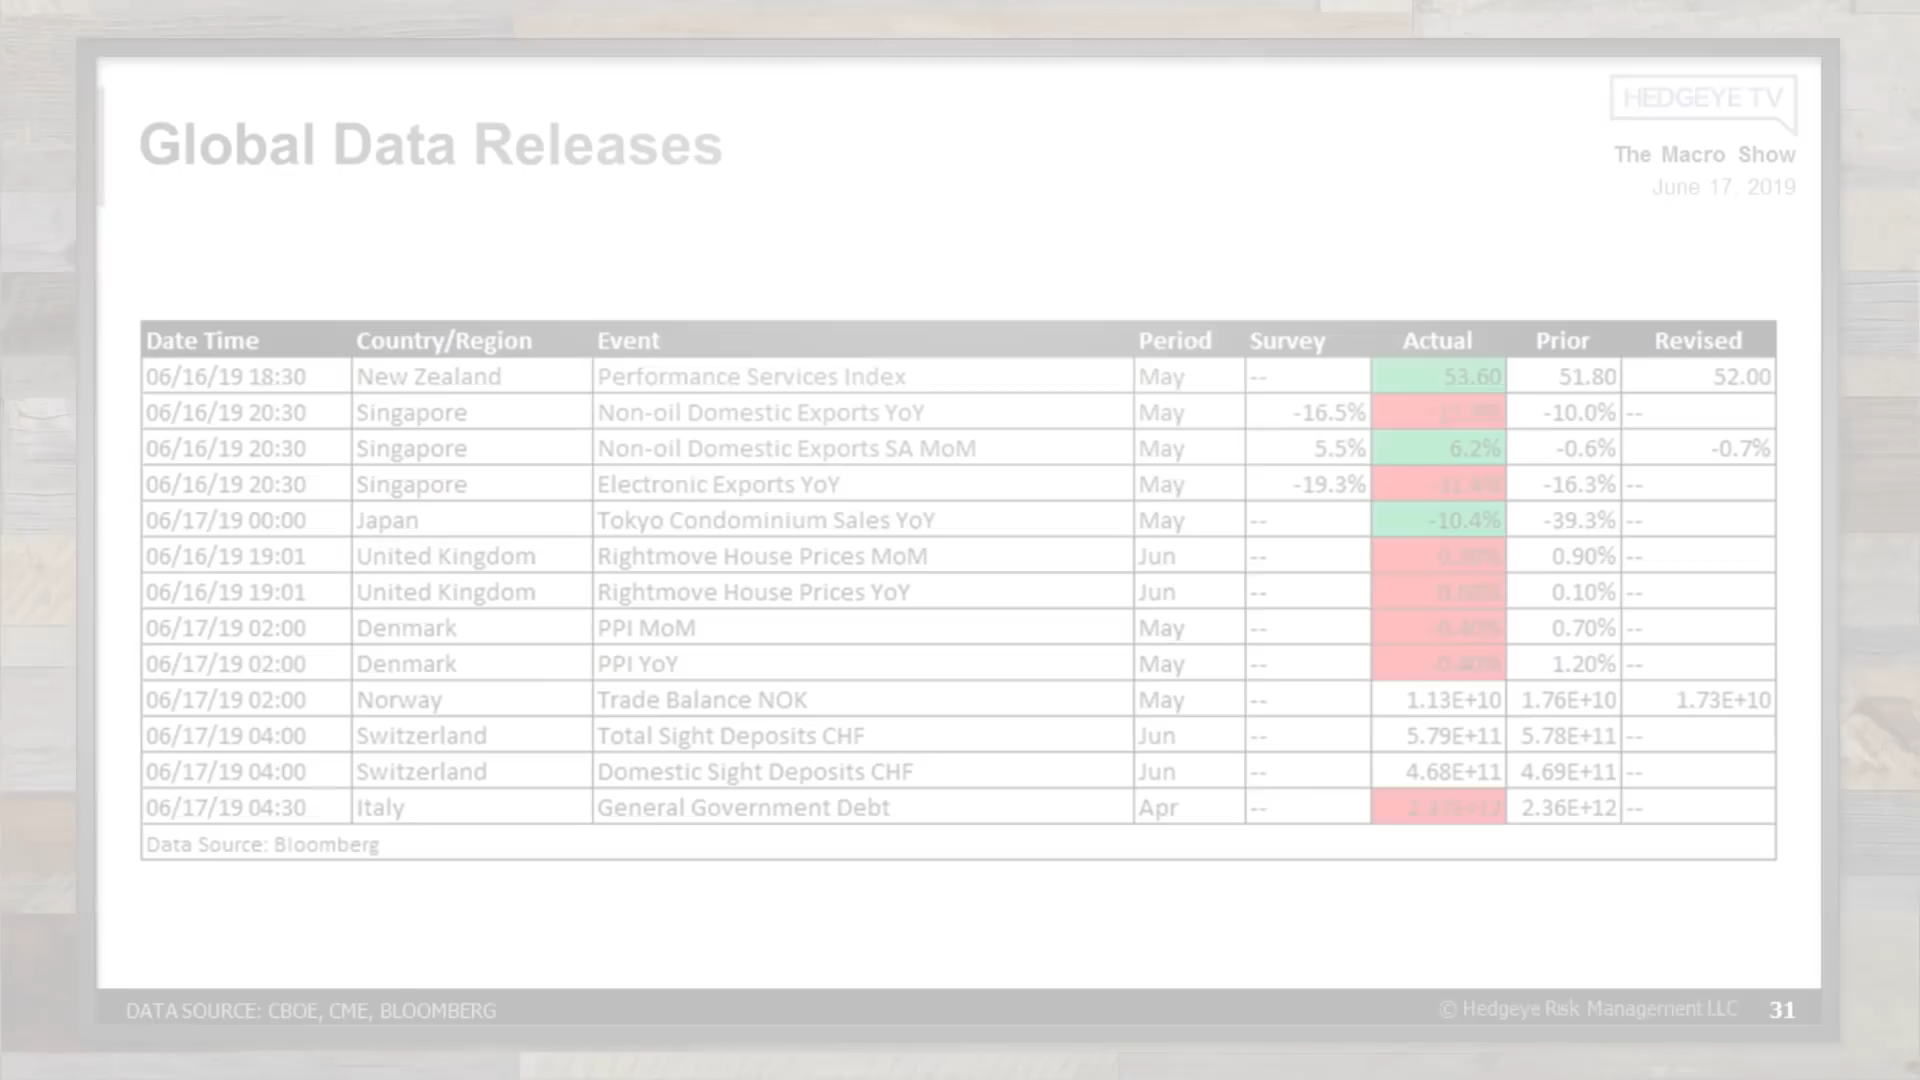 HEDGEYE TV
Global Data Releases
The Macro Show
June 17, 2019
Date Time Country/Region Event Period Survey Actual Prior Revised
06/16/19 18:30 New Zealand Performance Services Index May -- 53.60 51.80 52.00
06/16/19 20:30 Singapore Non-oil Domestic Exports YoY May -16.5% -10.0% --
06/16/19 20:30 Singapore Non-oil Domestic Exports SA MoM May 5.5% 6.2% -0.6% -0.7%
06/16/19 20:30 Singapore Electronic Exports YoY May -19.3% -16.3% --
06/17/19 00:00 Japan Tokyo Condominium Sales YoY May -- -10.4% -39.3% --
06/16/19 19:01 United Kingdom Rightmove House Prices MoM Jun -- 0.90% --
06/16/19 19:01 United Kingdom Rightmove House Prices YoY Jun -- 0.10% --
06/17/19 02:00 Denmark PPI MoM May -- 0.70% --
06/17/19 02:00 Denmark PPI YoY May -- 1.20% --
06/17/19 02:00 Norway Trade Balance NOK May -- 1.13E+10 1.76E+10 1.73E+10
06/17/19 04:00 Switzerland Total Sight Deposits CHF Jun -- 5.79E+11 5.78E+11 --
06/17/19 04:00 Switzerland Domestic Sight Deposits CHF Jun -- 4.68E+11 4.69E+11 --
06/17/19 04:30 Italy General Government Debt Apr -- 2.36E+12 --
Data Source: Bloomberg
DATA SOURCE: CBOE, CME, BLOOMBERG
© Hedgeye Risk Management LLC 31